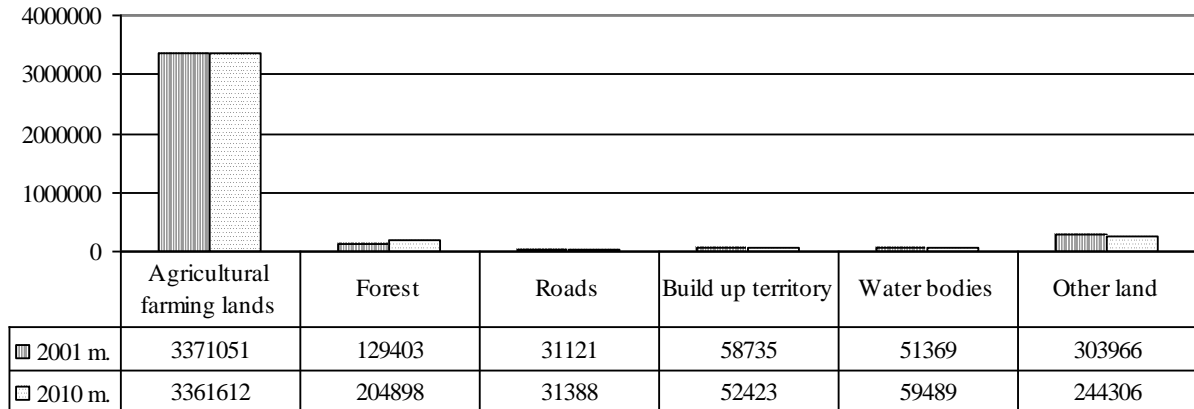 4000000
3000000
2000000
1000000
0
Agricultural farming lands Forest Roads Build up territory Water bodies Other land
2001 m. 3371051 129403 31121 58735 51369 303966
2010 m. 3361612 204898 31388 52423 59489 244306